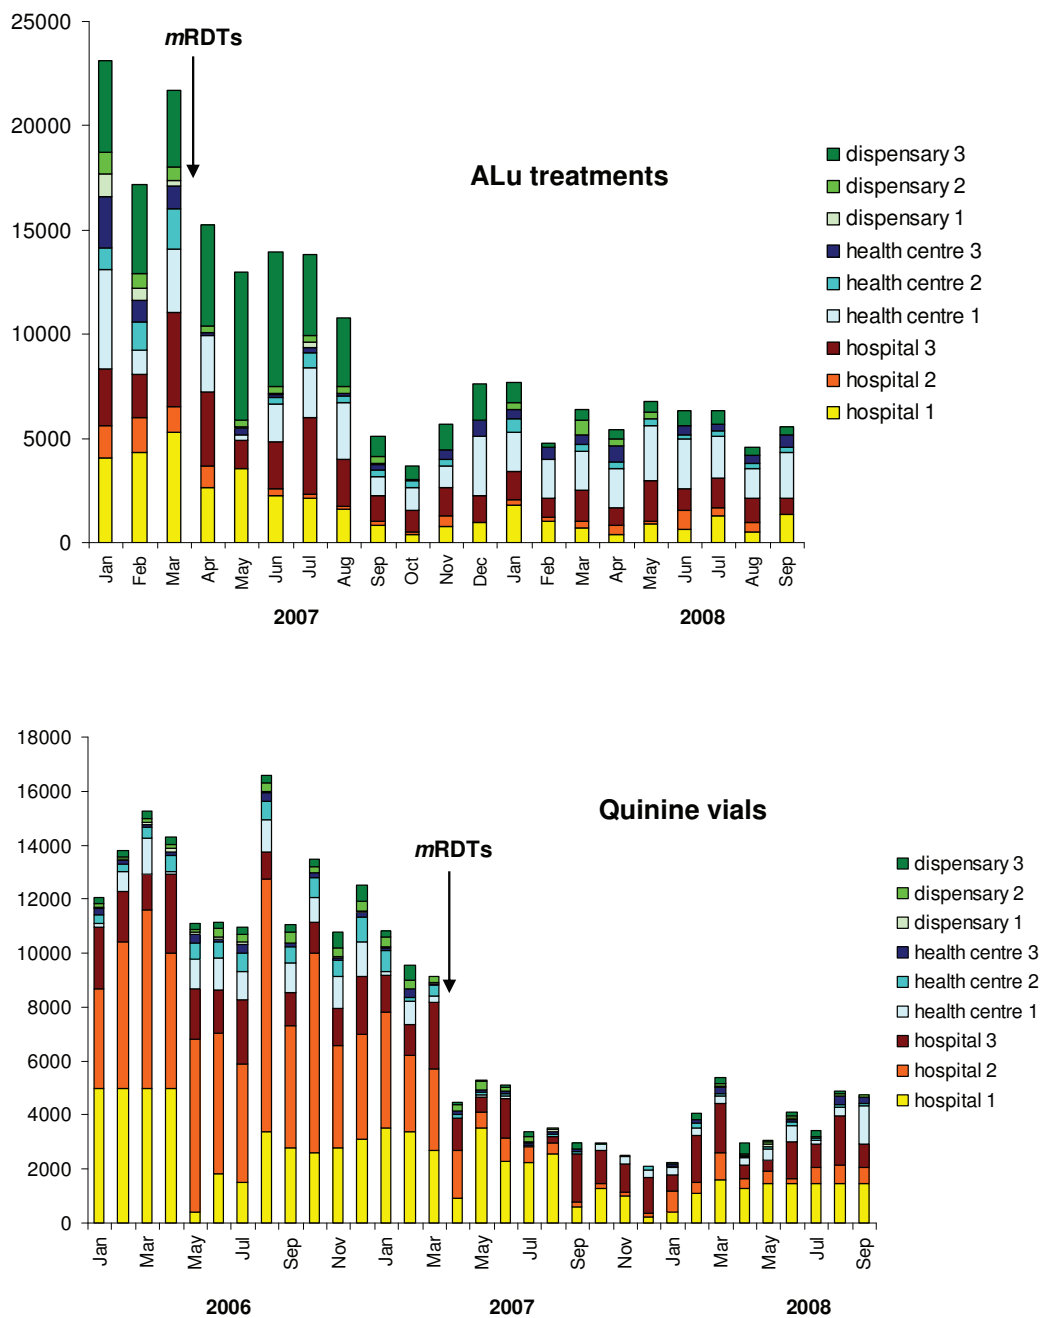 25000
20000
15000
10000
5000
0
mRDTs
ALu treatments
dispensary 3
dispensary 2
dispensary 1
health centre 3
health centre 2
health centre 1
hospital 3
hospital 2
hospital 1
Jan Feb Mar Apr May Jun Jul Aug Sep Oct Nov Dec Jan Feb Mar Apr May Jun Jul Aug Sep
2007 2008
18000
16000
14000
12000
10000
8000
6000
4000
2000
0
Quinine vials
mRDTs
dispensary 3
dispensary 2
dispensary 1
health centre 3
health centre 2
health centre 1
hospital 3
hospital 2
hospital 1
Jan Mar May Jul Sep Nov Jan Mar May Jul Sep Nov Jan Mar May Jul Sep
2006 2007 2008